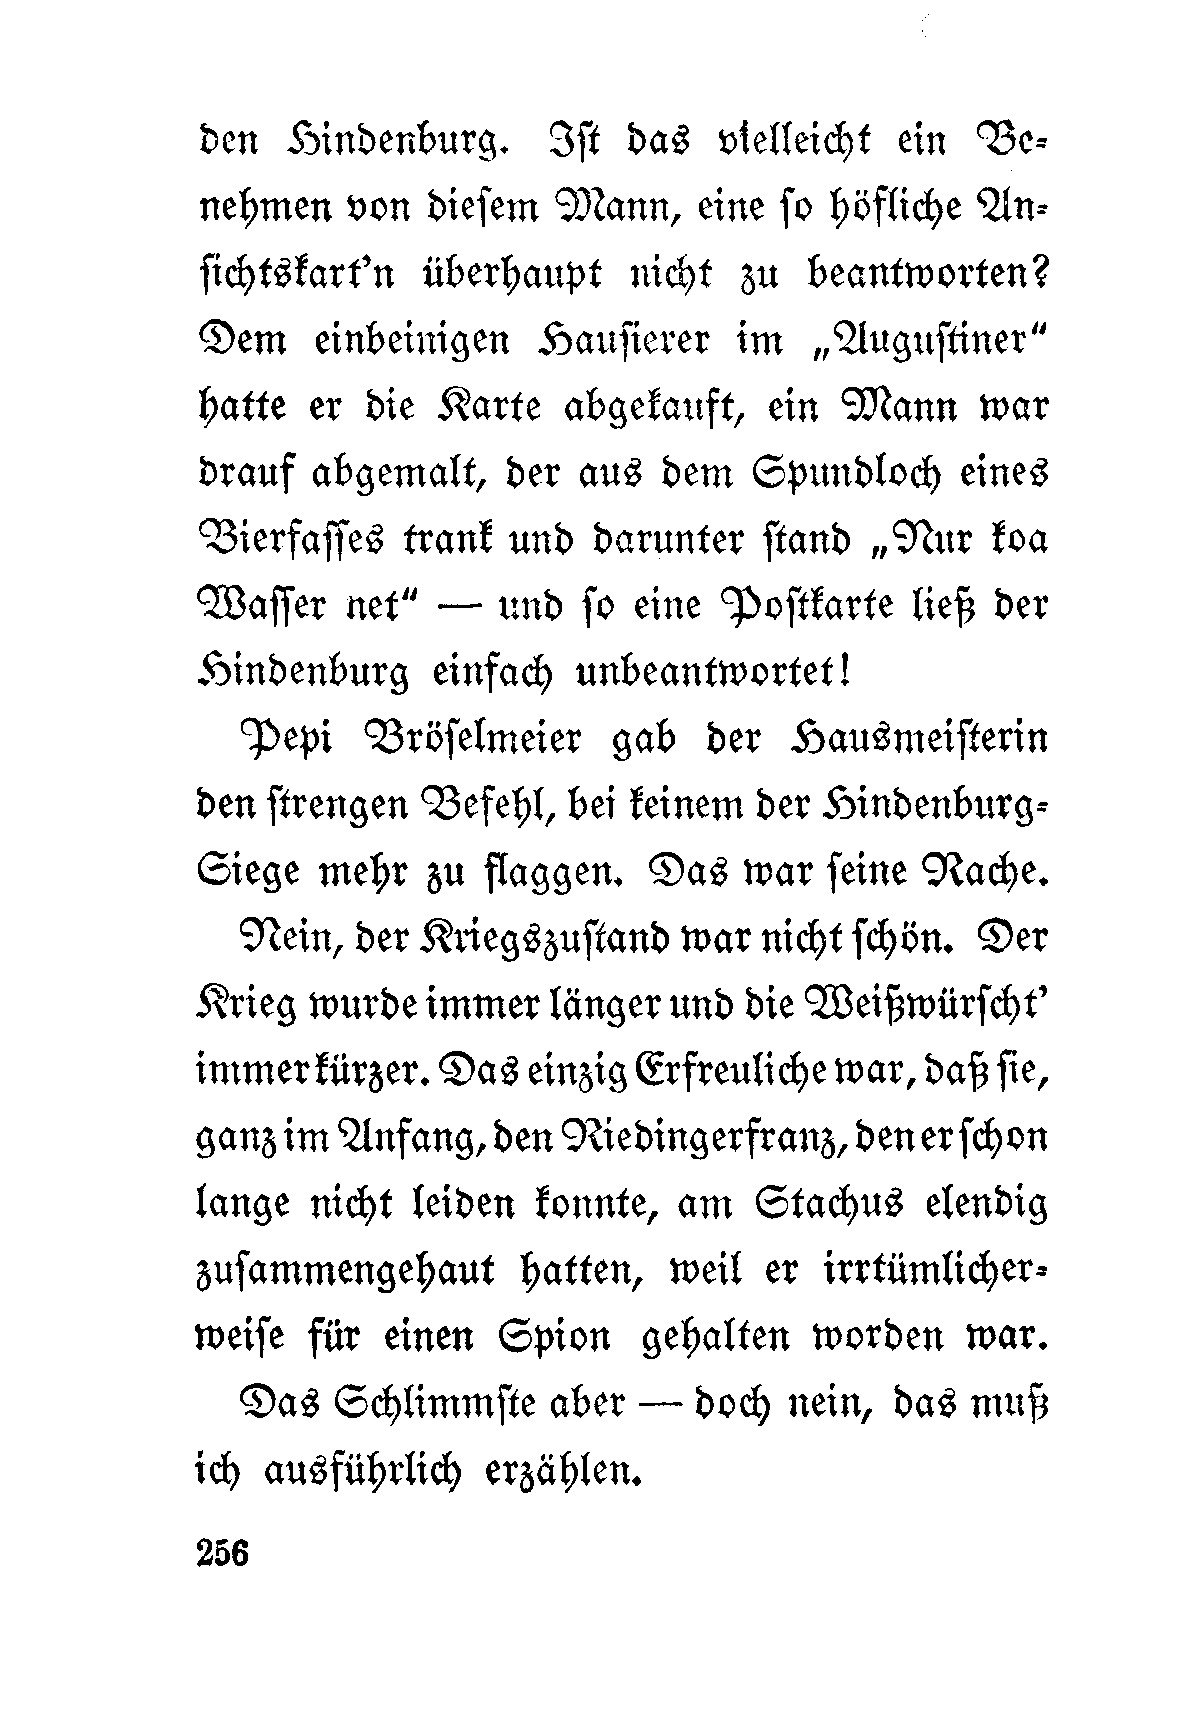 den Hindenburg. Ist das vielleicht ein Be-
nehmen von diesem Mann, eine so höfliche An-
sichtskart’n überhaupt nicht zu beantworten?
Dem einbeinigen Hausierer im „Augustiner“
hatte er die Karte abgekauft, ein Mann war
drauf abgemalt, der aus dem Spundloch eines
Bierfasses trank und darunter stand „Nur koa
Wasser net“ — und so eine Postkarte ließ der
Hindenburg einfach unbeantwortet!
Pepi Bröselmeier gab der Hausmeisterin
den strengen Befehl, bei keinem der Hindenburg-
Siege mehr zu flaggen. Das war seine Rache.
Nein, der Kriegszustand war nicht schön. Der
Krieg wurde immer länger und die Weißwürscht’
immer kürzer. Das einzig Erfreuliche war, daß sie,
ganz im Anfang, den Riedingerfranz, den er schon
lange nicht leiden konnte, am Stachus elendig
zusammengehaut hatten, weil er irrtümlicher-
weise für einen Spion gehalten worden war.
Das Schlimmste aber — doch nein, das muß
ich ausführlich erzählen.
256